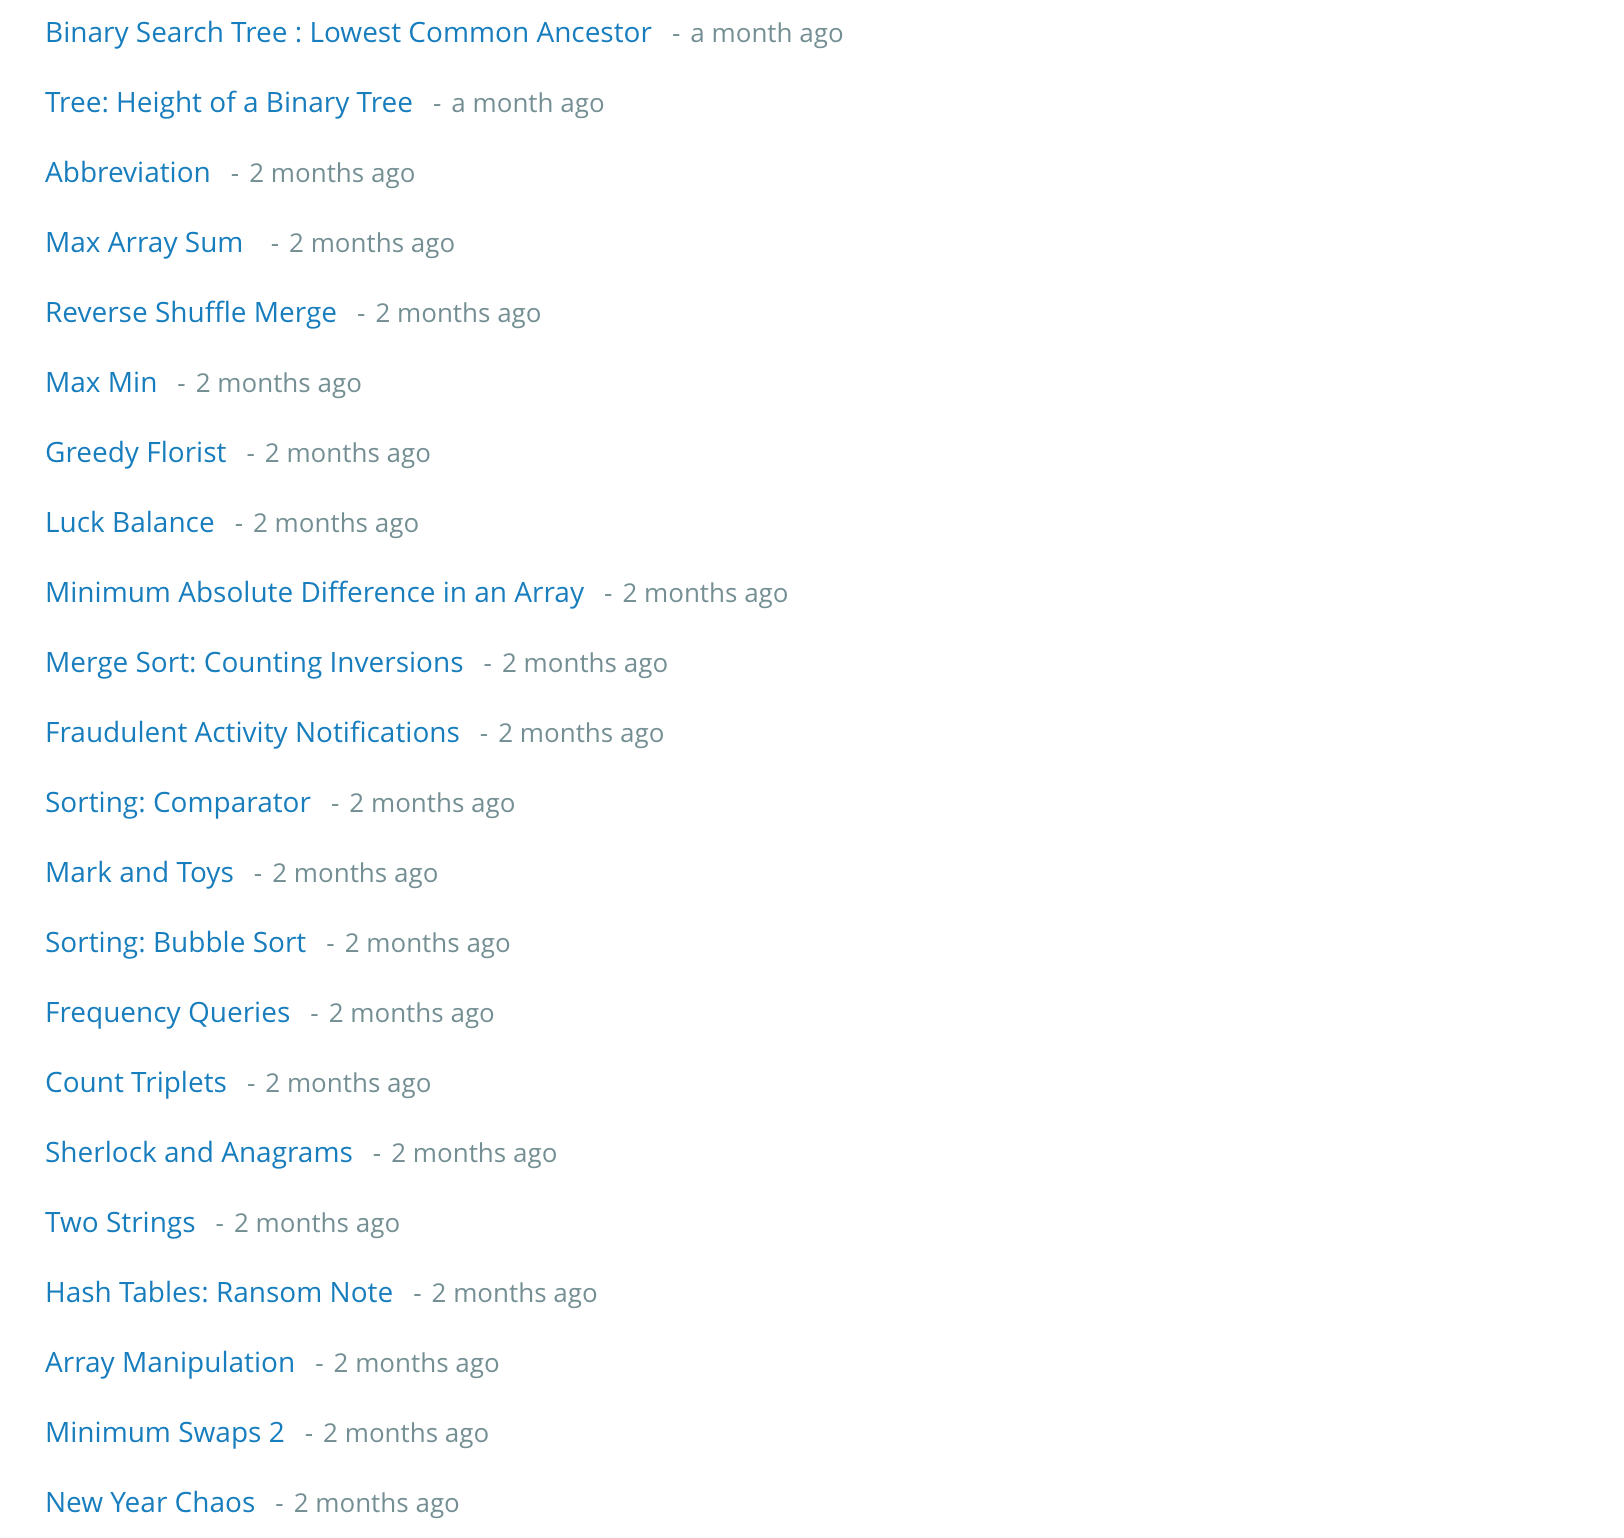 Binary Search Tree : Lowest Common Ancestor - a month ago
Tree: Height of a Binary Tree - a month ago
Abbreviation - 2 months ago
Max Array Sum - 2 months ago
Reverse Shuffle Merge - 2 months ago
Max Min - 2 months ago
Greedy Florist - 2 months ago
Luck Balance - 2 months ago
Minimum Absolute Difference in an Array - 2 months ago
Merge Sort: Counting Inversions - 2 months ago
Fraudulent Activity Notifications - 2 months ago
Sorting: Comparator - 2 months ago
Mark and Toys - 2 months ago
Sorting: Bubble Sort - 2 months ago
Frequency Queries - 2 months ago
Count Triplets - 2 months ago
Sherlock and Anagrams - 2 months ago
Two Strings - 2 months ago
Hash Tables: Ransom Note - 2 months ago
Array Manipulation - 2 months ago
Minimum Swaps 2 - 2 months ago
New Year Chaos - 2 months ago